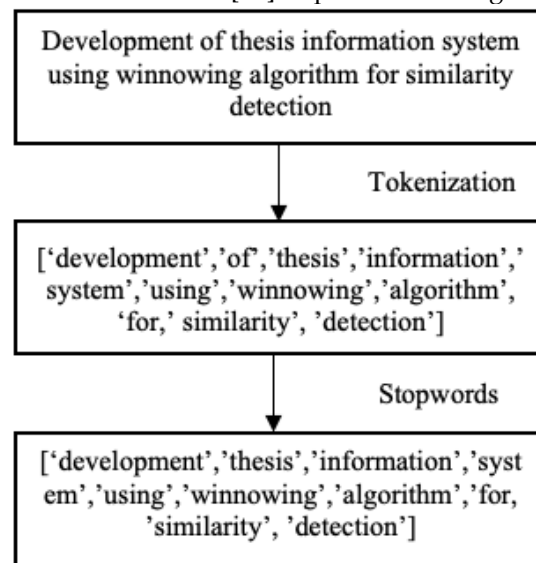 Development of thesis information system
using winnowing algorithm for similarity
detection
Tokenization
[‘development’,’of’,’thesis’,’information’,’
system’,’using’,’winnowing’,’algorithm’,
‘for,’ similarity’, ’detection’]
Stopwords
[‘development’,’thesis’,’information’,’syst
em’,’using’,’winnowing’,’algorithm’,’for,
’similarity’, ’detection’]